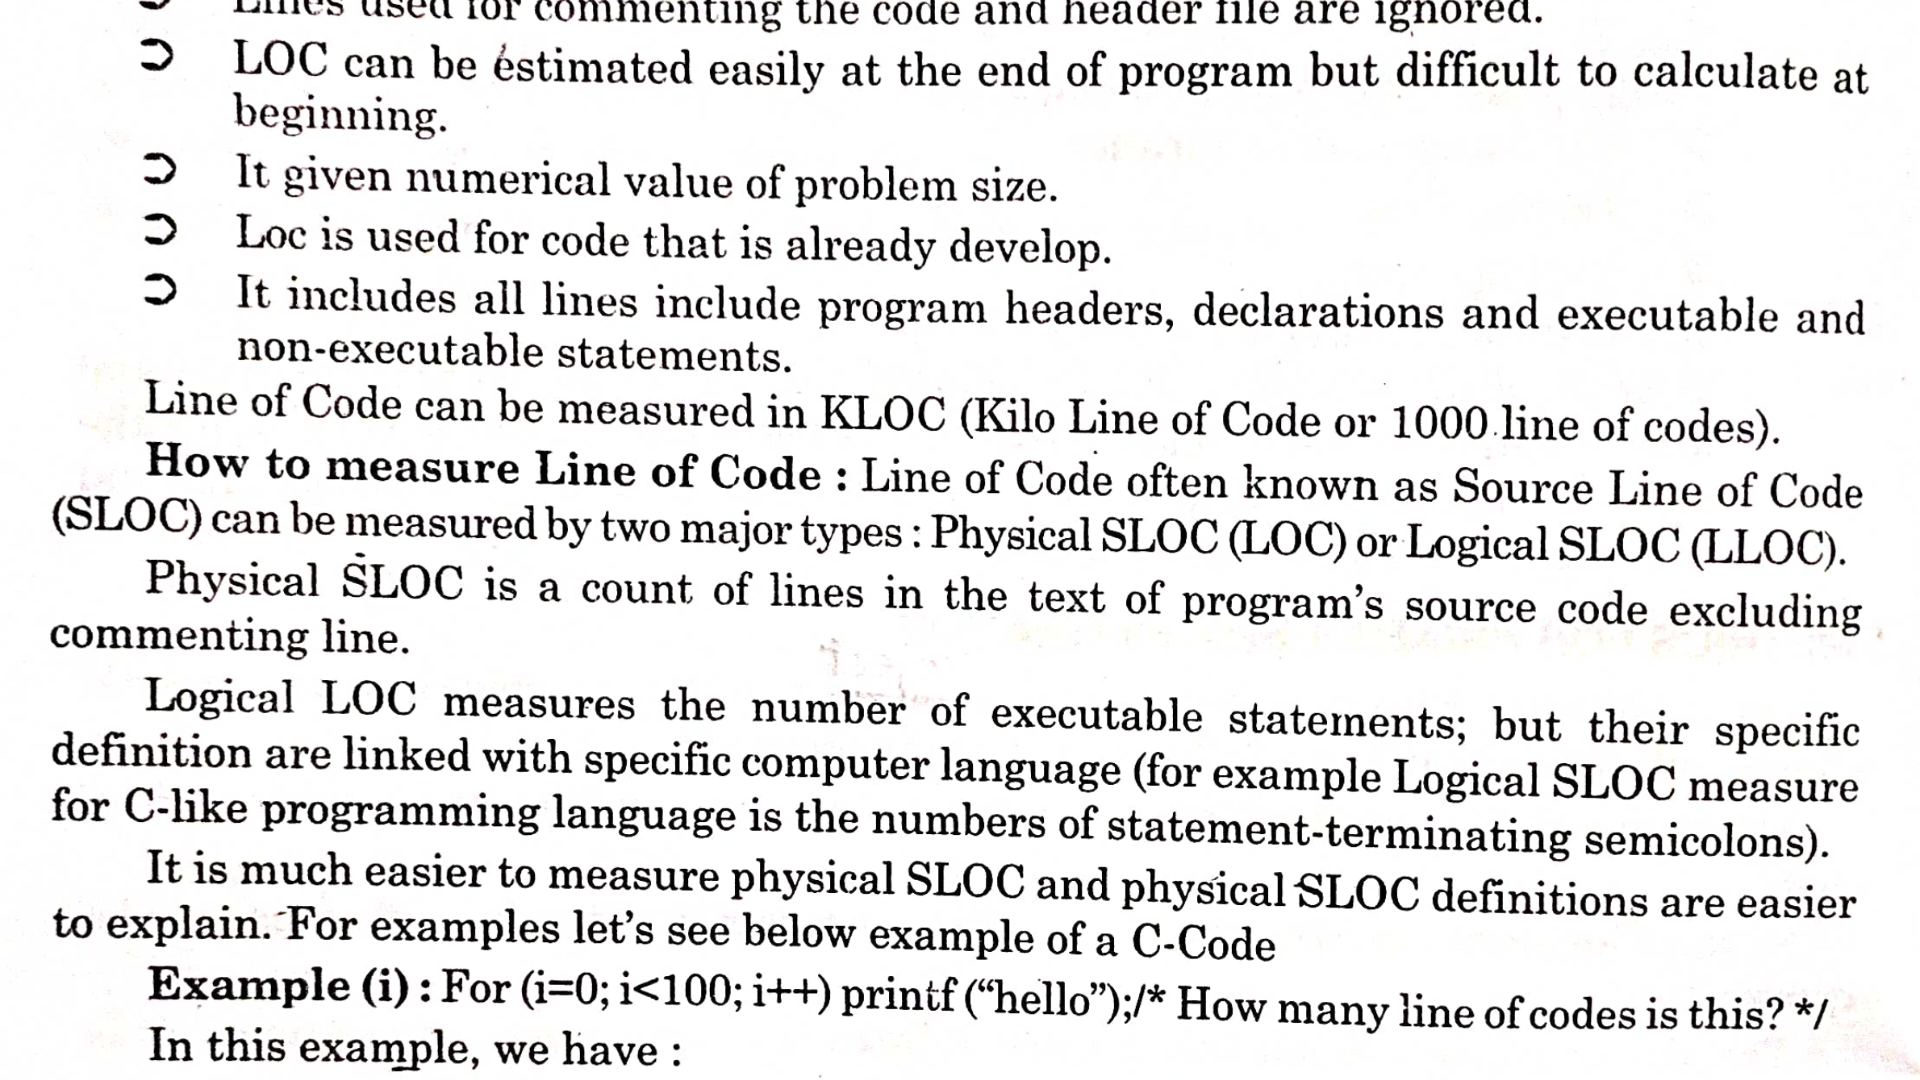 Lines used for commenting the code and header file are ignored.
LOC can be estimated easily at the end of program but difficult to calculate at
beginning.
It given numerical value of problem size.
Loc is used for code that is already develop.
It includes all lines include program headers, declarations and executable and
non-executable statements.
Line of Code can be measured in KLOC (Kilo Line of Code or 1000 line of codes).
How to measure Line of Code : Line of Code often known as Source Line of Code
(SLOC) can be measured by two major types : Physical SLOC (LOC) or Logical SLOC (LLOC).
Physical SLOC is a count of lines in the text of program's source code excluding
commenting line.
Logical LOC measures the number of executable statements; but their specific
definition are linked with specific computer language (for example Logical SLOC measure
for C-like programming language is the numbers of statement-terminating semicolons).
It is much easier to measure physical SLOC and physical SLOC definitions are easier
to explain. For examples let's see below example of a C-Code
Example (i) : For (i=0; i<100; i++) printf (“hello”);/* How many line of codes is this? */
In this example, we have :